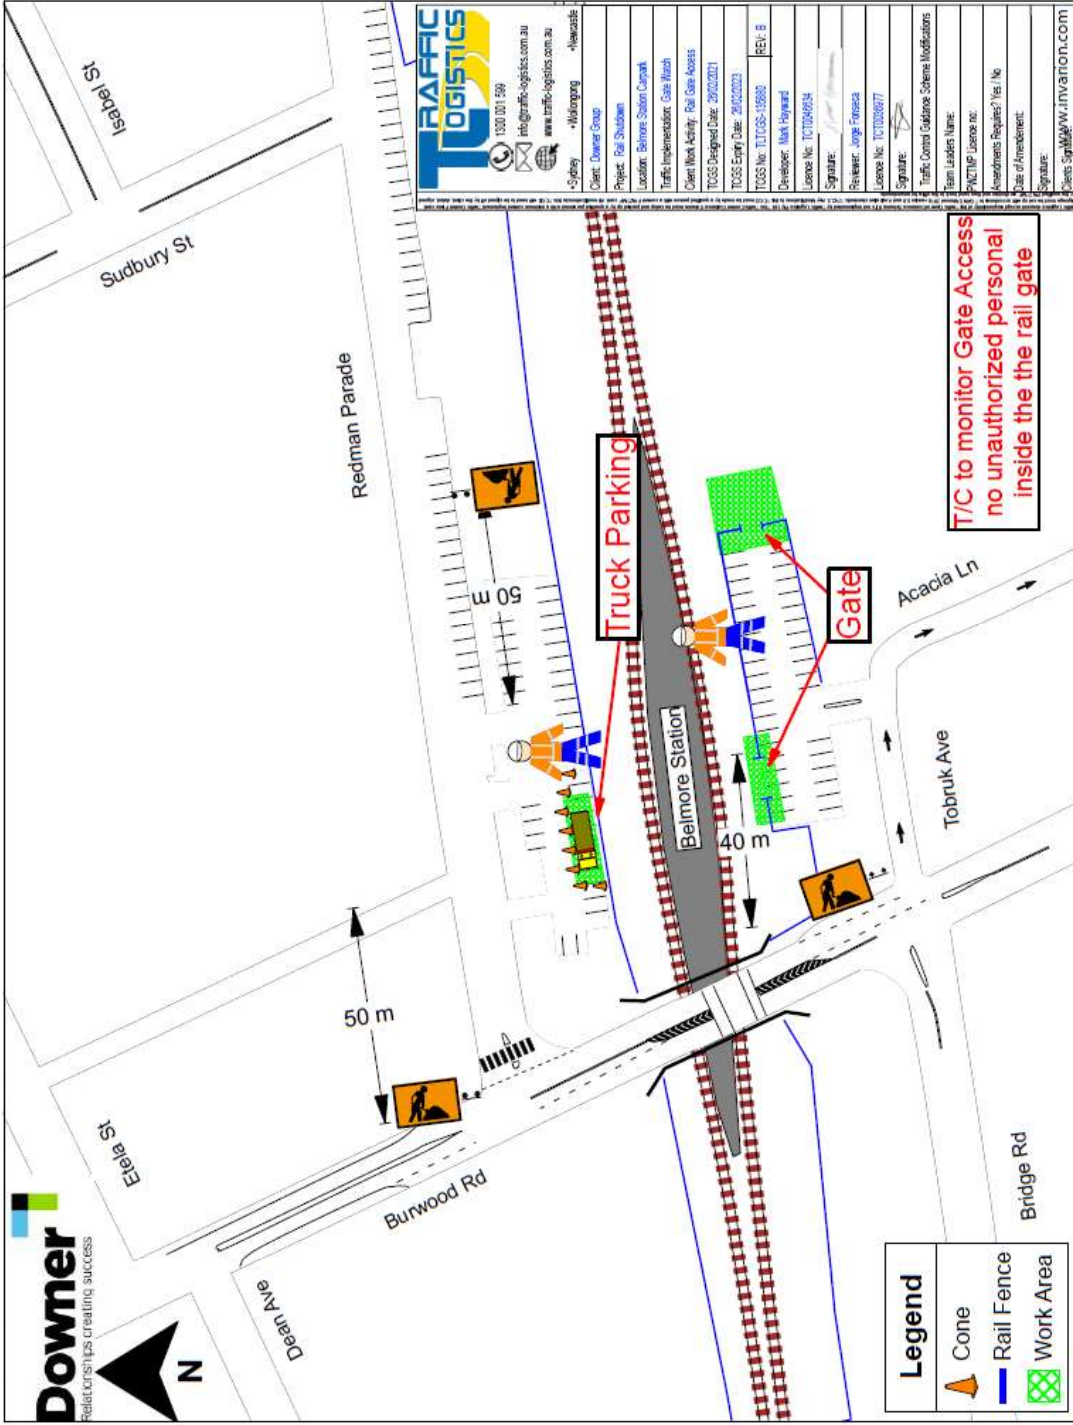 Downer
Relationships creating success
N
Isabel St
Sudbury St
Redman Parade
Etela St
Dean Ave
Burwood Rd
50 m
50 m
40 m
Truck Parking
Belmore Station
Gate
Acacia Ln
Tobruk Ave
Bridge Rd
T/C to monitor Gate Access
no unauthorized personal
inside the the rail gate
Legend
Cone
Rail Fence
Work Area
TRAFFIC
LOGISTICS
1300 001 599
info@traffic-logistics.com.au
www.traffic-logistics.com.au
•Sydney •Wollongong •Newcastle
Client: Downer Group
Project: Rail Shutdown
Location: Belmore Station Carpark
Traffic Implementation: Gate Watch
Client Work Activity: Rail Gate Access
TCGS Designed Date: 26/02/2021
TCGS Expiry Date: 26/02/2023
REV: B
Developer: Mark Hayward
Signature:
Reviewer: Jorge Fonseca
Signature:
Traffic Control Guidance Scheme Modifications
Team Leaders Name:
PWZTMP Licence no:
Amendments Requires? Yes / No
Date of Amendment:
Signature:
www.invarion.com